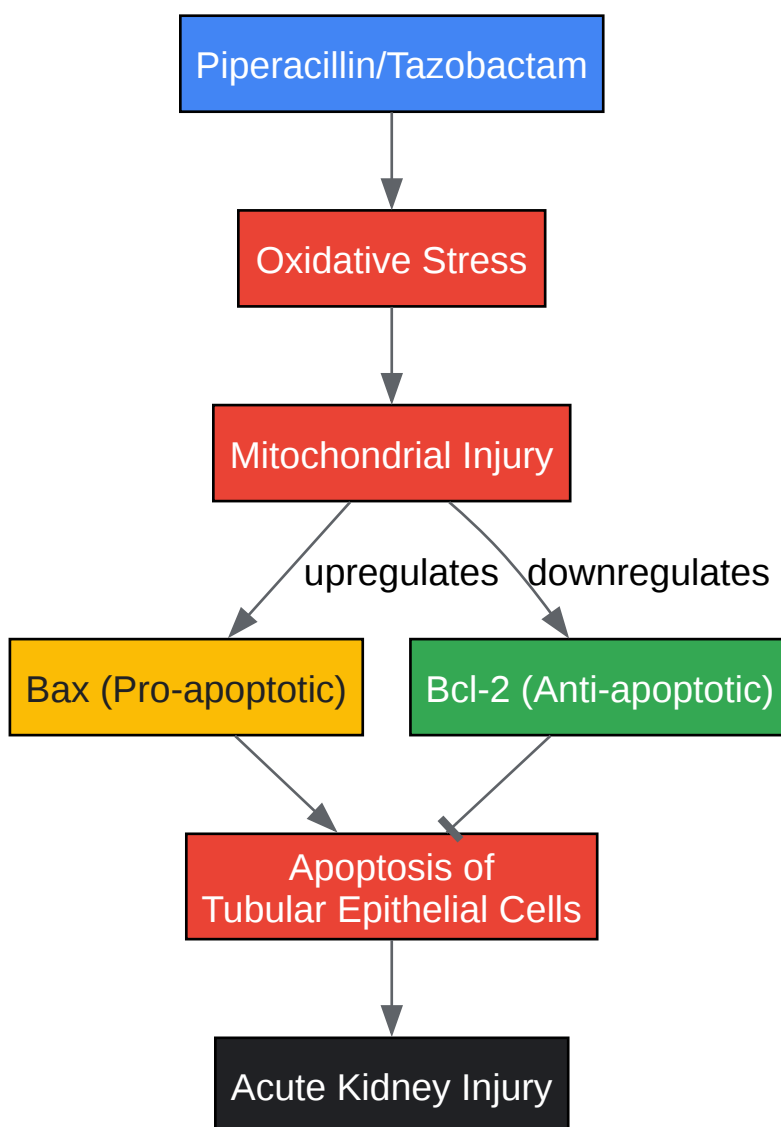 Piperacillin/Tazobactam
Oxidative Stress
Mitochondrial Injury
upregulates
downregulates
Bax (Pro-apoptotic)
Bcl-2 (Anti-apoptotic)
Apoptosis of
Tubular Epithelial Cells
Acute Kidney Injury